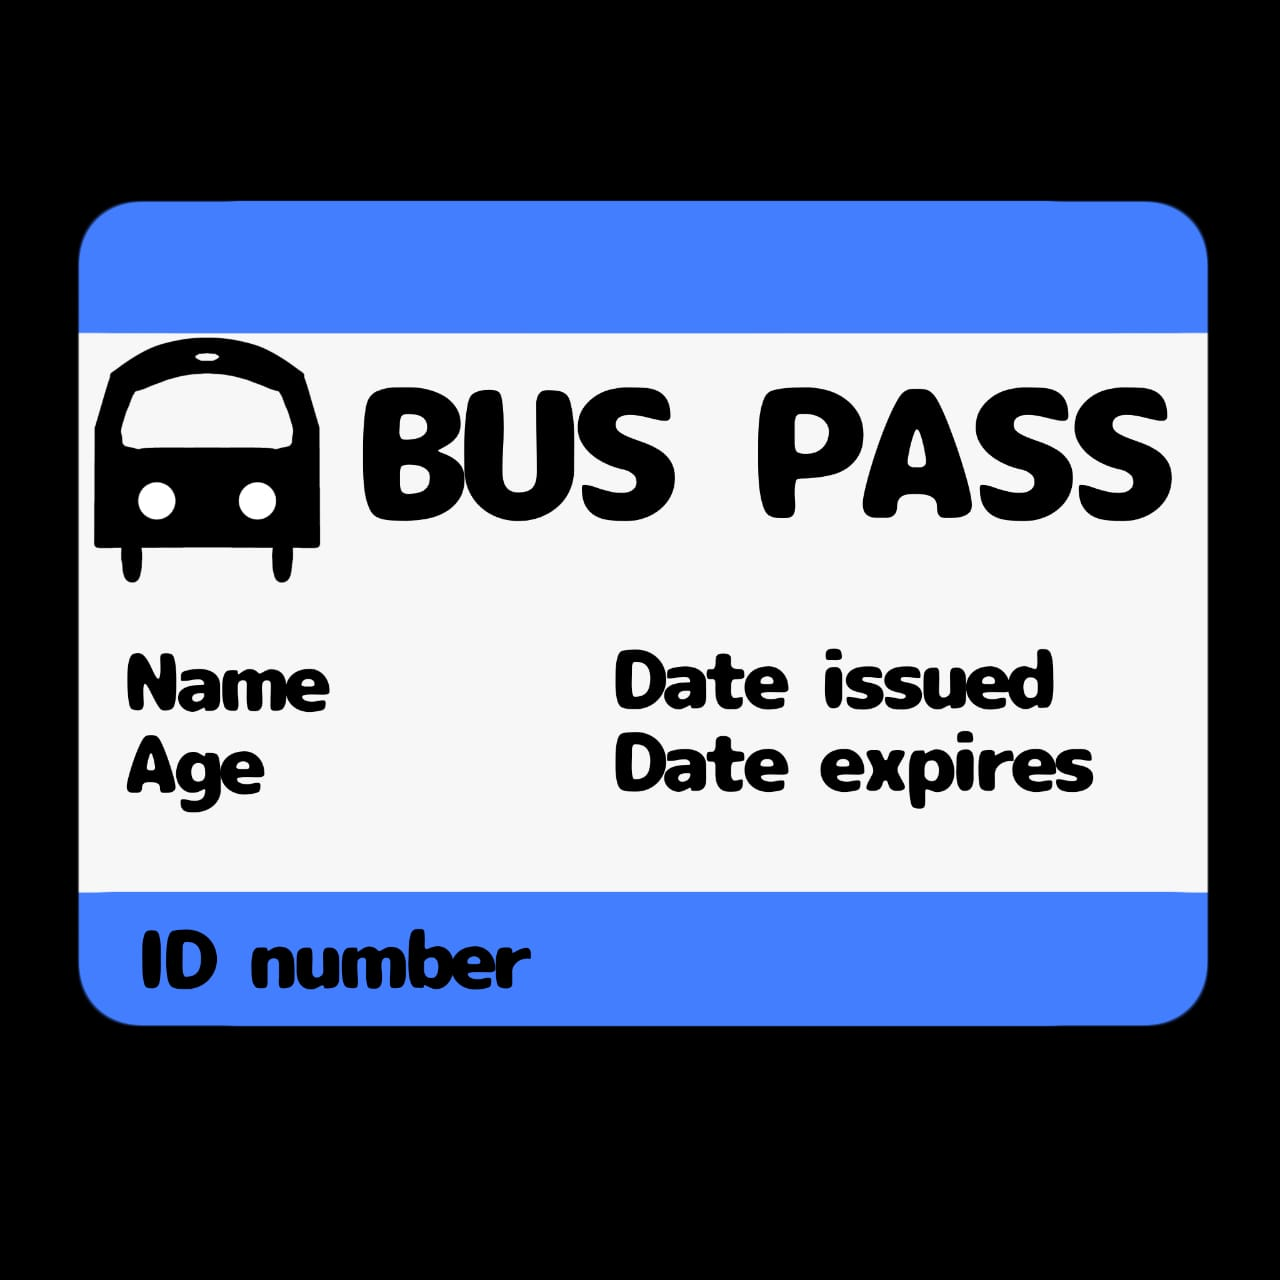 BUS PASS
Name
Age
Date issued
Date expires
ID number